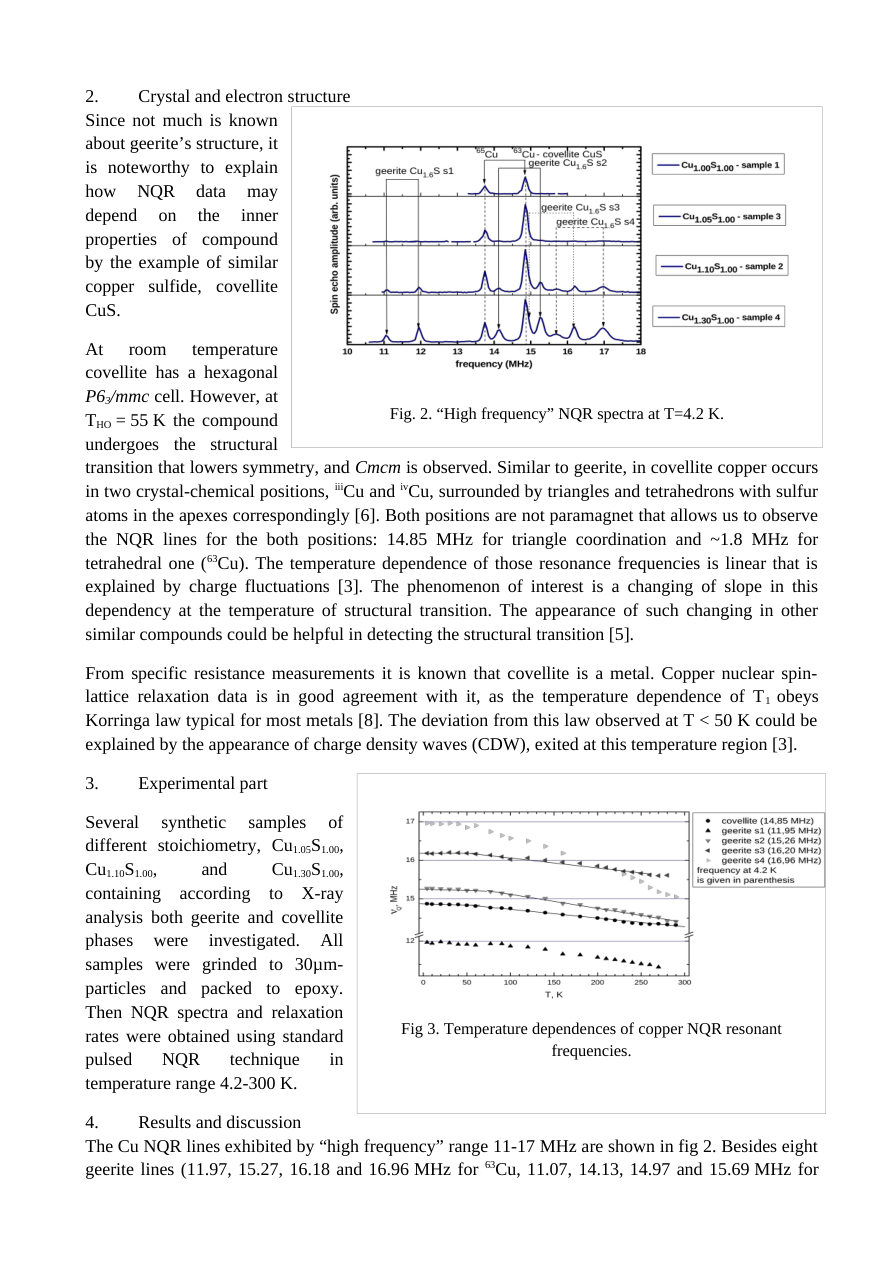 2. Crystal and electron structure
Since not much is known
about geerite’s structure, it
is noteworthy to explain
how NQR data may
depend on the inner
properties of compound
by the example of similar
copper sulfide, covellite
CuS.
At room temperature
covellite has a hexagonal
P6₃/mmc cell. However, at
T_HO = 55 K the compound
undergoes the structural
⁶⁵Cu ⁶³Cu - covellite CuS
geerite Cu₁.₆S s1
geerite Cu₁.₆S s2
geerite Cu₁.₆S s3
geerite Cu₁.₆S s4
Cu₁.₀₀S₁.₀₀ - sample 1
Cu₁.₀₅S₁.₀₀ - sample 3
Cu₁.₁₀S₁.₀₀ - sample 2
Cu₁.₃₀S₁.₀₀ - sample 4
Spin echo amplitude (arb. units)
10 11 12 13 14 15 16 17 18
frequency (MHz)
Fig. 2. “High frequency” NQR spectra at T=4.2 K.
transition that lowers symmetry, and Cmcm is observed. Similar to geerite, in covellite copper occurs
in two crystal-chemical positions, ⁱⁱⁱCu and ⁱᵛCu, surrounded by triangles and tetrahedrons with sulfur
atoms in the apexes correspondingly [6]. Both positions are not paramagnet that allows us to observe
the NQR lines for the both positions: 14.85 MHz for triangle coordination and ~1.8 MHz for
tetrahedral one (⁶³Cu). The temperature dependence of those resonance frequencies is linear that is
explained by charge fluctuations [3]. The phenomenon of interest is a changing of slope in this
dependency at the temperature of structural transition. The appearance of such changing in other
similar compounds could be helpful in detecting the structural transition [5].
From specific resistance measurements it is known that covellite is a metal. Copper nuclear spin-
lattice relaxation data is in good agreement with it, as the temperature dependence of T₁ obeys
Korringa law typical for most metals [8]. The deviation from this law observed at T < 50 K could be
explained by the appearance of charge density waves (CDW), exited at this temperature region [3].
3. Experimental part
Several synthetic samples of
different stoichiometry, Cu₁.₀₅S₁.₀₀,
Cu₁.₁₀S₁.₀₀, and Cu₁.₃₀S₁.₀₀,
containing according to X-ray
analysis both geerite and covellite
phases were investigated. All
samples were grinded to 30µm-
particles and packed to epoxy.
Then NQR spectra and relaxation
rates were obtained using standard
pulsed NQR technique in
temperature range 4.2-300 K.
17
16
15
12
ν_Q, MHz
0 50 100 150 200 250 300
T, K
covellite (14,85 MHz)
geerite s1 (11,95 MHz)
geerite s2 (15,26 MHz)
geerite s3 (16,20 MHz)
geerite s4 (16,96 MHz)
frequency at 4.2 K
is given in parenthesis
Fig 3. Temperature dependences of copper NQR resonant
frequencies.
4. Results and discussion
The Cu NQR lines exhibited by “high frequency” range 11-17 MHz are shown in fig 2. Besides eight
geerite lines (11.97, 15.27, 16.18 and 16.96 MHz for ⁶³Cu, 11.07, 14.13, 14.97 and 15.69 MHz for